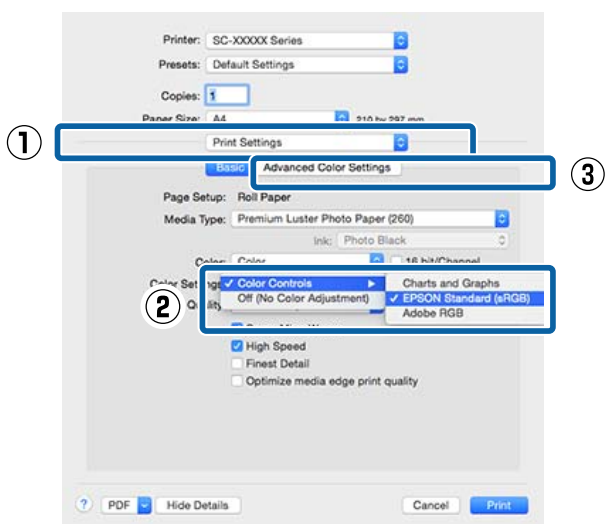 Printer: SC-XXXXX Series
Presets: Default Settings
Copies: 1
Paper Size: A4 210 by 297 mm
① Print Settings
Basic Advanced Color Settings ③
Page Setup: Roll Paper
Media Type: Premium Luster Photo Paper (260)
Ink: Photo Black
Color: Color 16 bit/Channel
Color Settings ✓ Color Controls ▶ Charts and Graphs
② Off (No Color Adjustment) ✓ EPSON Standard (sRGB)
Adobe RGB
High Speed
Finest Detail
Optimize media edge print quality
? PDF Hide Details Cancel Print